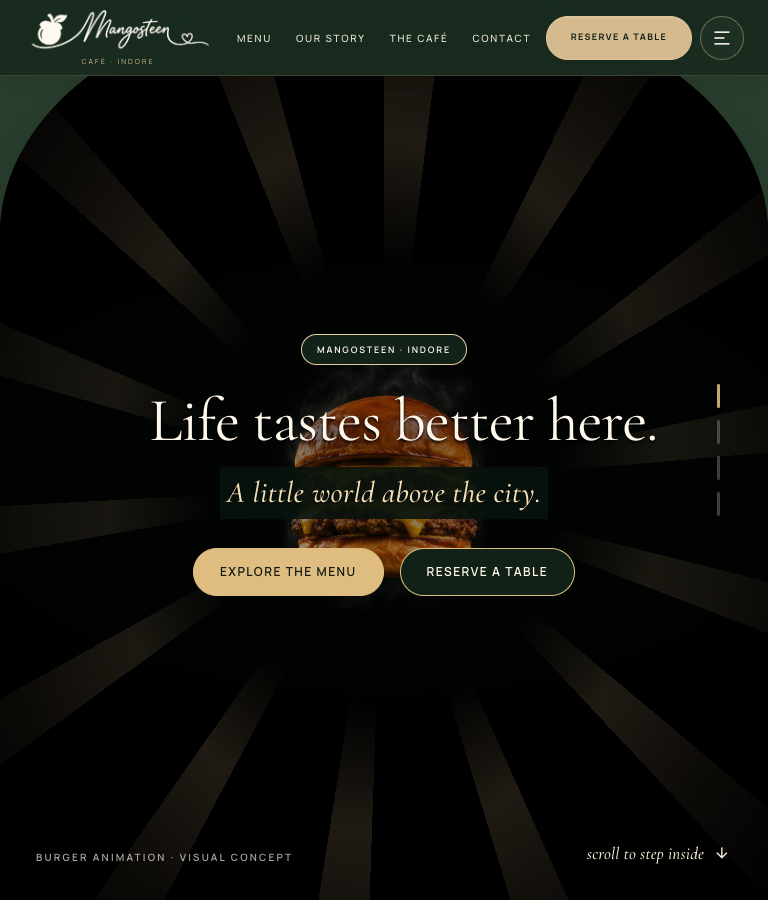 Mangosteen
CAFÉ · INDORE
MENU
OUR STORY
THE CAFÉ
CONTACT
RESERVE A TABLE
MANGOSTEEN · INDORE
Life tastes better here.
A little world above the city.
EXPLORE THE MENU
RESERVE A TABLE
BURGER ANIMATION · VISUAL CONCEPT
scroll to step inside